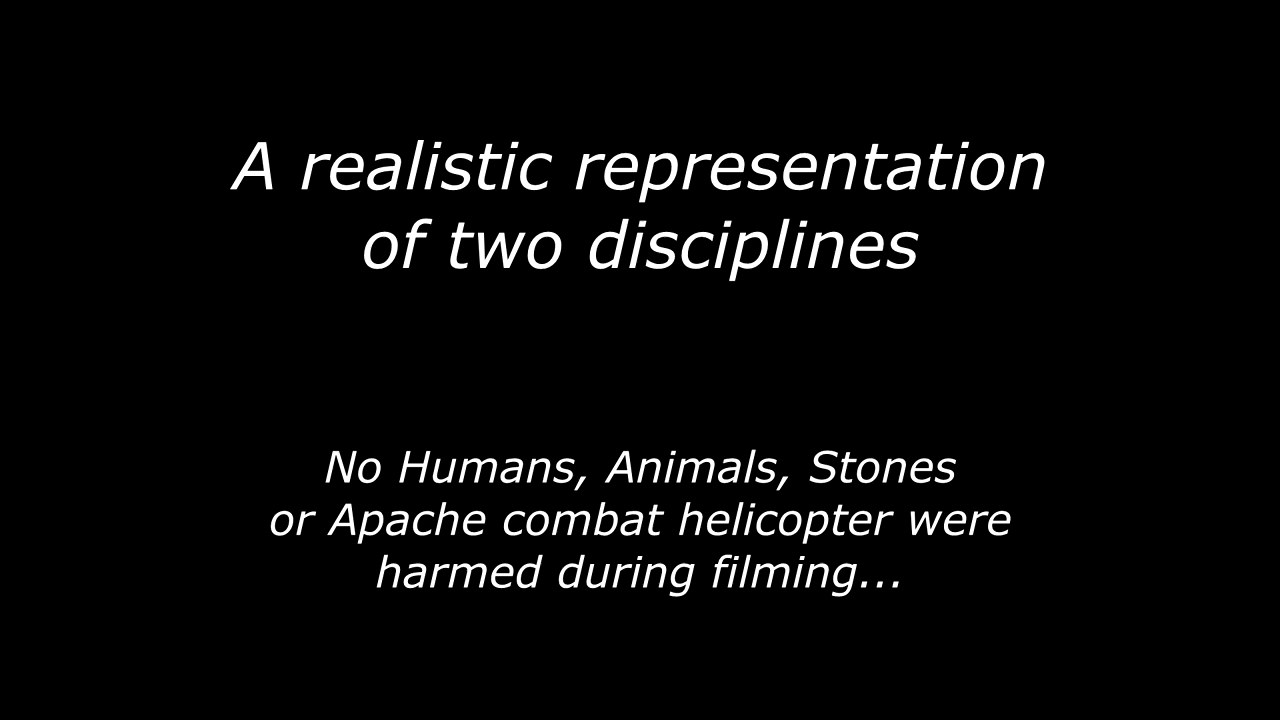 A realistic representation
of two disciplines
No Humans, Animals, Stones
or Apache combat helicopter were
harmed during filming...